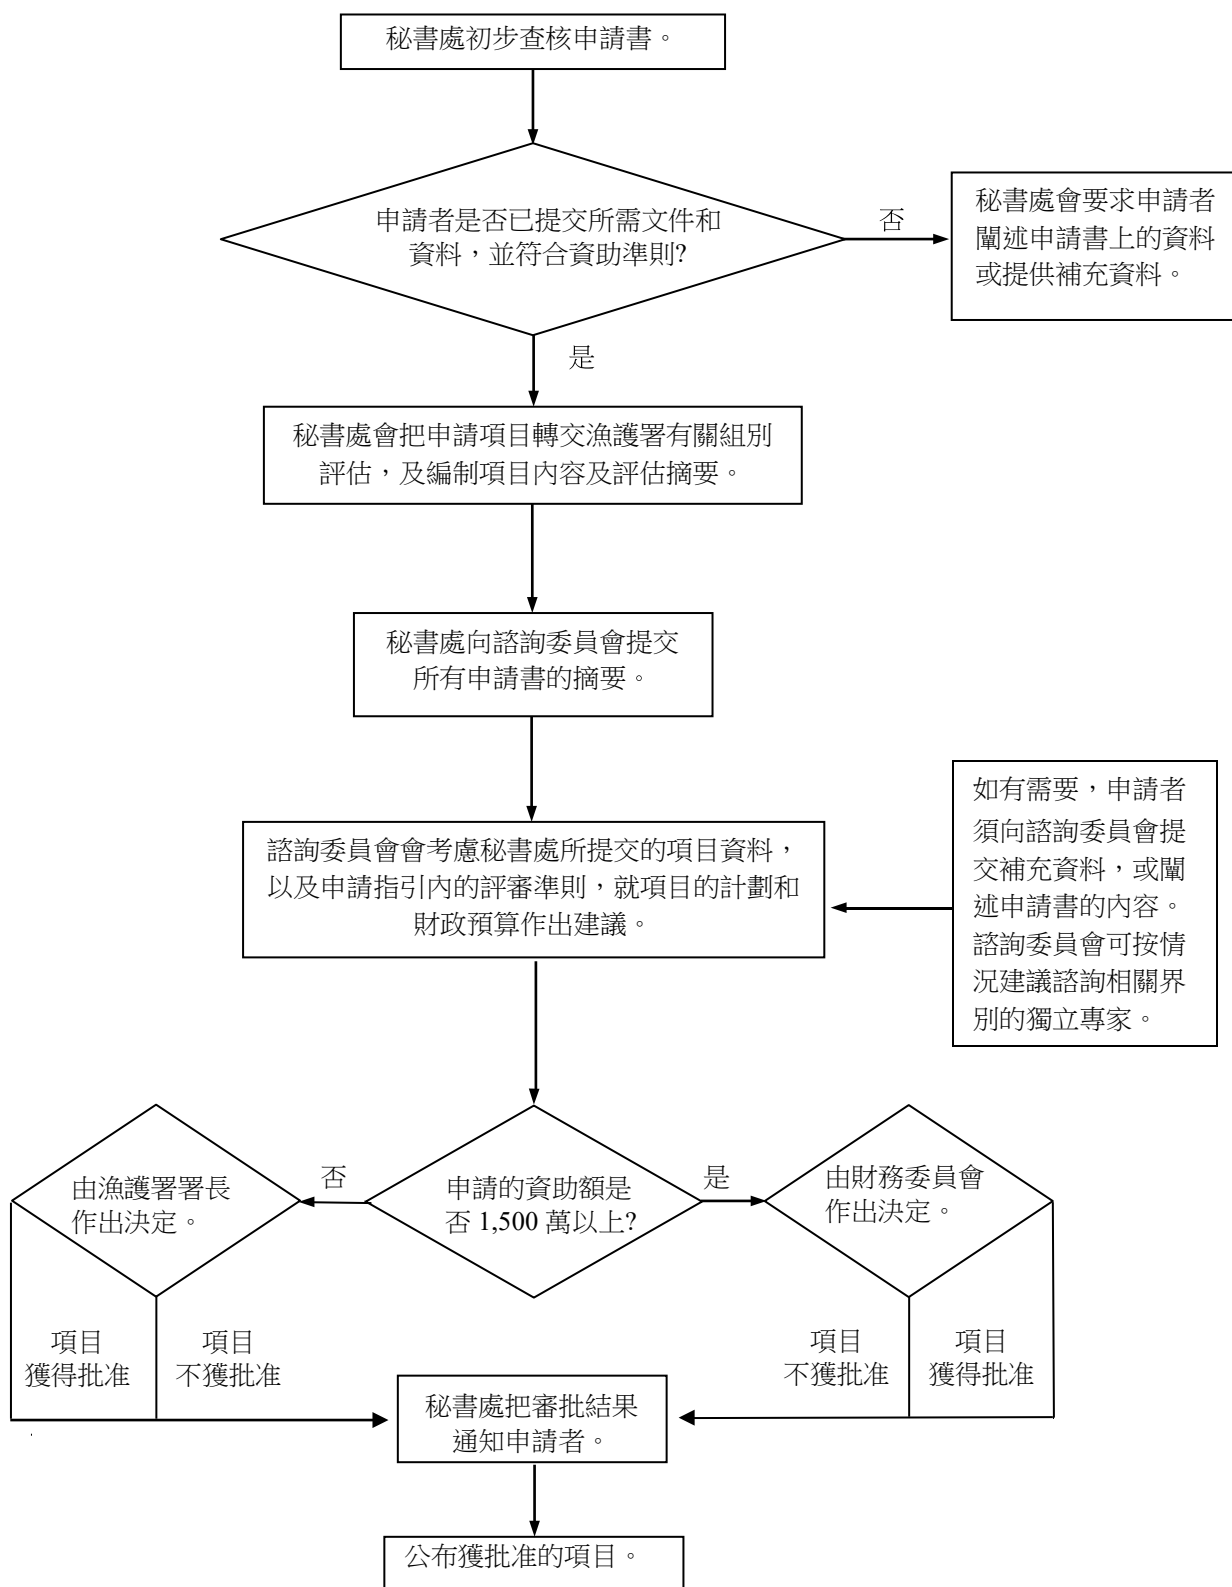 秘書處初步查核申請書。
申請者是否已提交所需文件和
資料，並符合資助準則?
否
秘書處會要求申請者
闡述申請書上的資料
或提供補充資料。
是
秘書處會把申請項目轉交漁護署有關組別
評估，及編制項目內容及評估摘要。
秘書處向諮詢委員會提交
所有申請書的摘要。
諮詢委員會會考慮秘書處所提交的項目資料，
以及申請指引內的評審準則，就項目的計劃和
財政預算作出建議。
如有需要，申請者
須向諮詢委員會提
交補充資料，或闡
述申請書的內容。
諮詢委員會可按情
況建議諮詢相關界
別的獨立專家。
由漁護署署長
作出決定。
否
申請的資助額是
否 1,500 萬以上?
是
由財務委員會
作出決定。
項目
獲得批准
項目
不獲批准
項目
不獲批准
項目
獲得批准
秘書處把審批結果
通知申請者。
公布獲批准的項目。